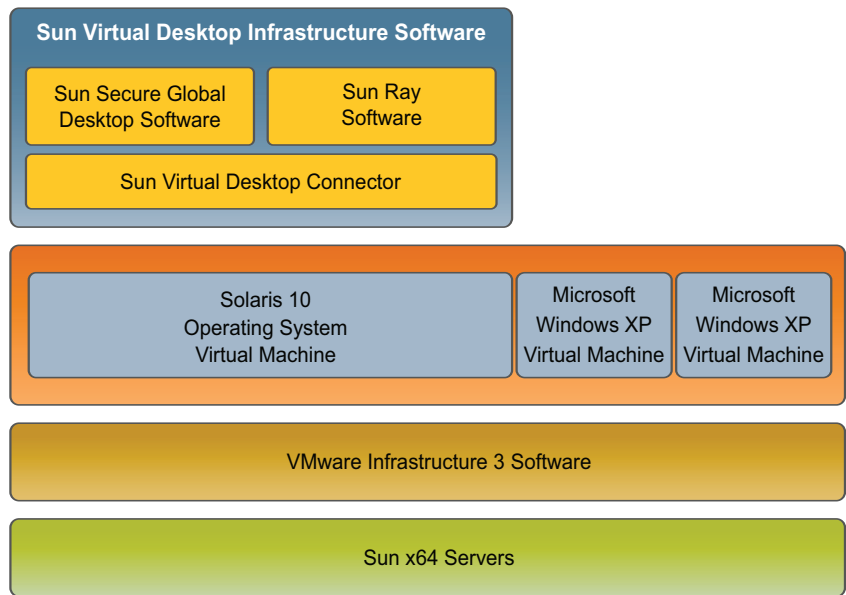 Sun Virtual Desktop Infrastructure Software
Sun Secure Global
Desktop Software
Sun Ray
Software
Sun Virtual Desktop Connector
Solaris 10
Operating System
Virtual Machine
Microsoft
Windows XP
Virtual Machine
Microsoft
Windows XP
Virtual Machine
VMware Infrastructure 3 Software
Sun x64 Servers